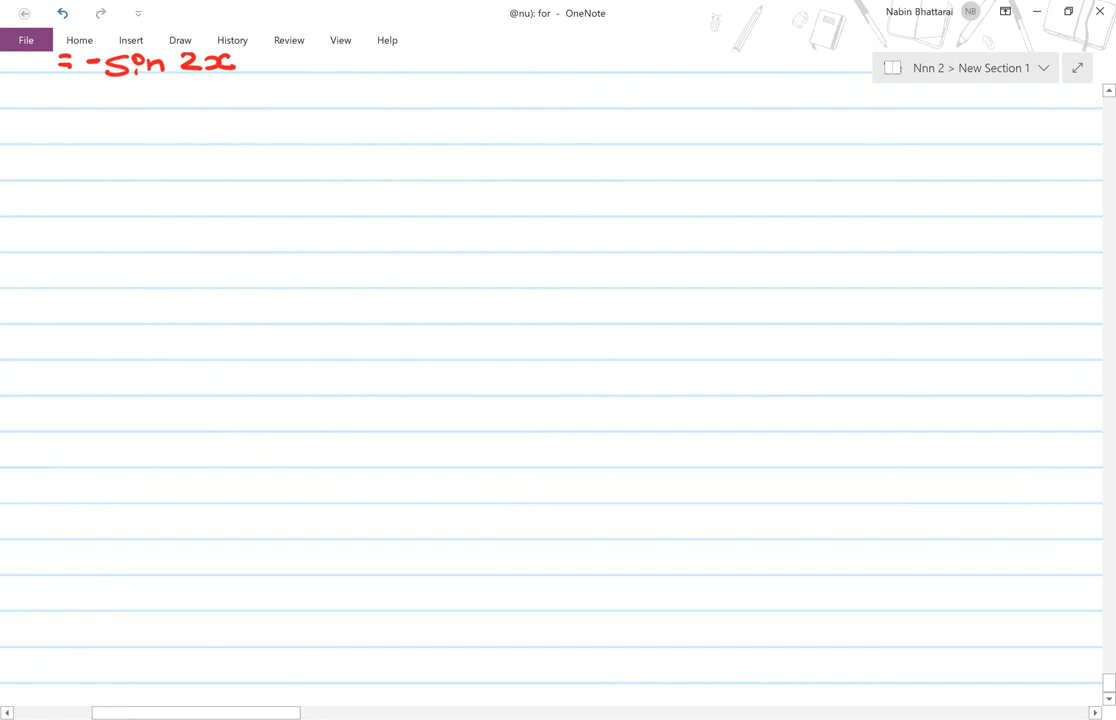 @nu): for - OneNote
Nabin Bhattarai NB
File Home Insert Draw History Review View Help
= -sin 2x
Nnn 2 > New Section 1